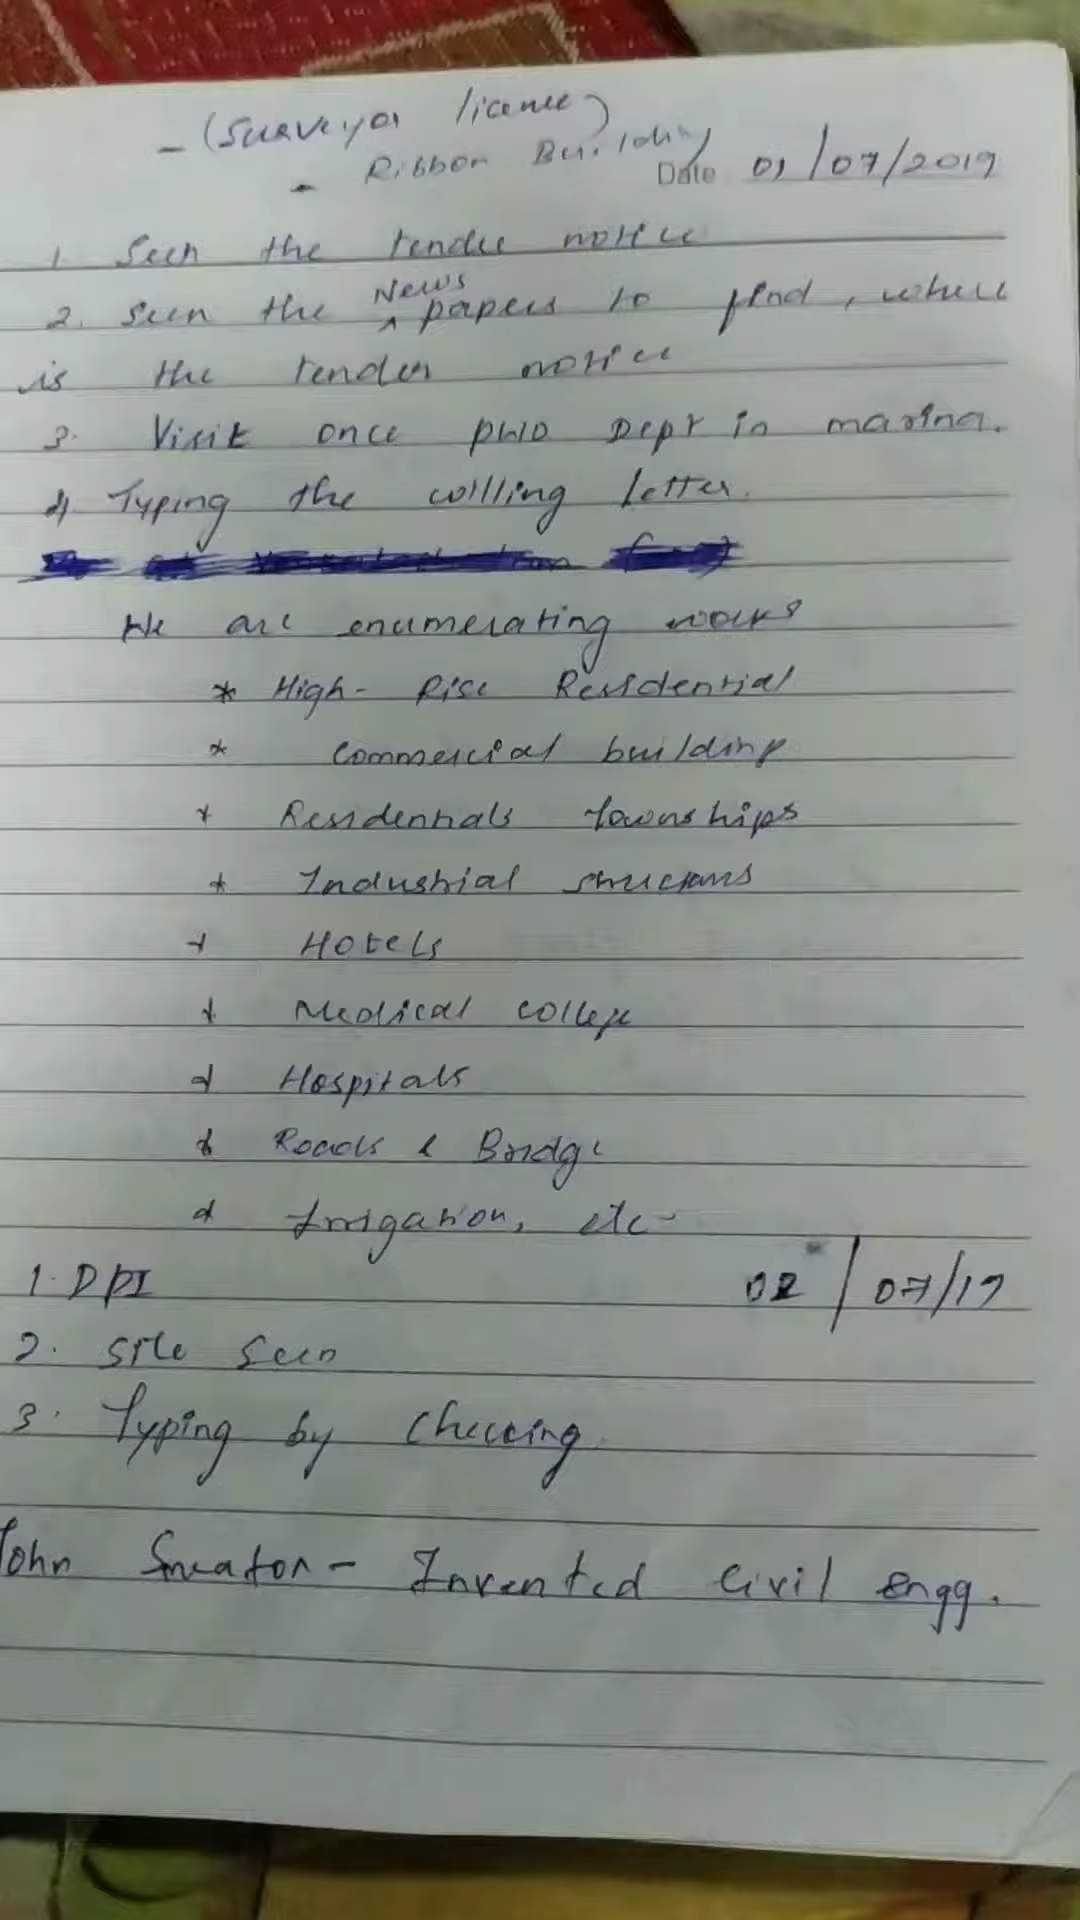 - (Surveyor licence)
- Ribbon Building
Date 01/07/2019
1. Seen the tender notice
2. Seen the News papers to find, where
is the tender notice
3. Visit once PWD Dept in marina.
4. Typing the willing letter.
We are enumerating works
* High-Rise Residential
* Commercial building
* Residentials townships
* Industrial structures
* Hotels
* Medical college
* Hospitals
* Roads & Bridge
* Irrigation, etc-
1. DPI 02/07/19
2. Site Seen
3. Typing by Checking
John Smeaton - Invented Civil engg.